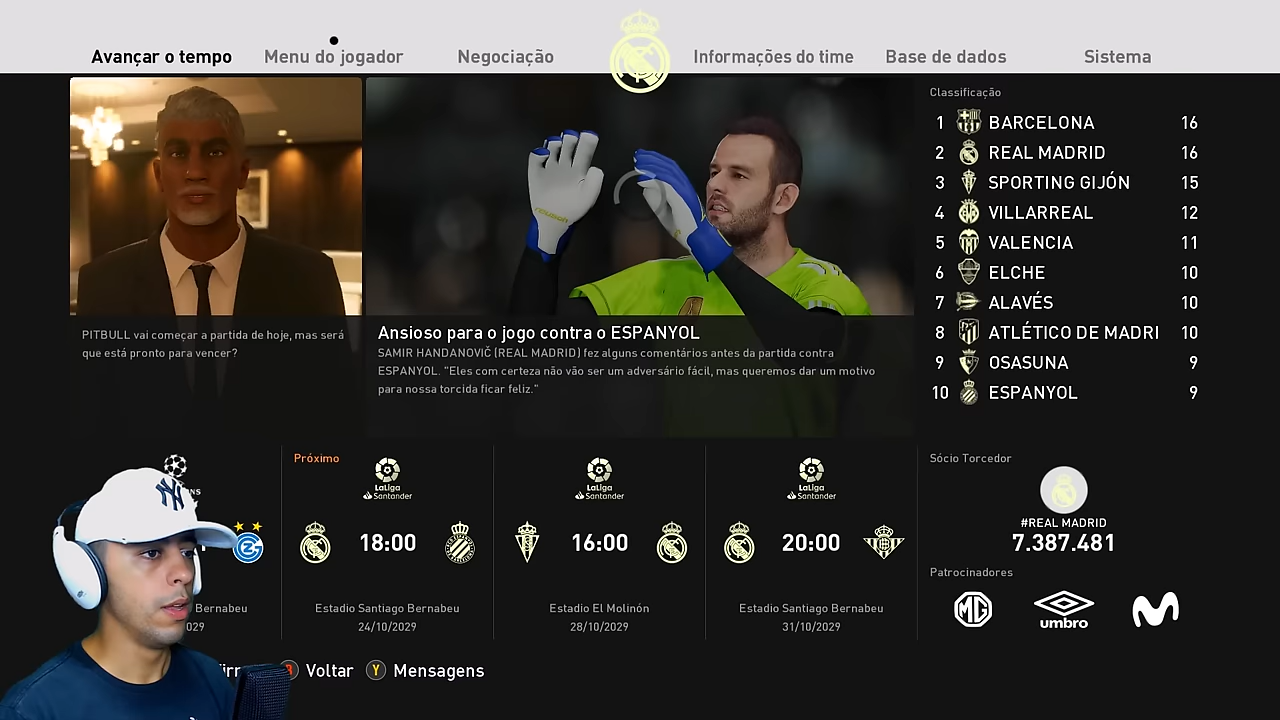 Avançar o tempo
Menu do jogador
Negociação
Informações do time
Base de dados
Sistema
PITBULL vai começar a partida de hoje, mas será
que está pronto para vencer?
Ansioso para o jogo contra o ESPANYOL
SAMIR HANDANOVIČ (REAL MADRID) fez alguns comentários antes da partida contra
ESPANYOL. "Eles com certeza não vão ser um adversário fácil, mas queremos dar um motivo
para nossa torcida ficar feliz."
Classificação
1 BARCELONA 16
2 REAL MADRID 16
3 SPORTING GIJÓN 15
4 VILLARREAL 12
5 VALENCIA 11
6 ELCHE 10
7 ALAVÉS 10
8 ATLÉTICO DE MADRI 10
9 OSASUNA 9
10 ESPANYOL 9
Bernabeu
029
Próximo
LaLiga
Santander
18:00
Estadio Santiago Bernabeu
24/10/2029
LaLiga
Santander
16:00
Estadio El Molinón
28/10/2029
LaLiga
Santander
20:00
Estadio Santiago Bernabeu
31/10/2029
Sócio Torcedor
#REAL MADRID
7.387.481
Patrocinadores
MG
umbro
NY
B Voltar
Y Mensagens